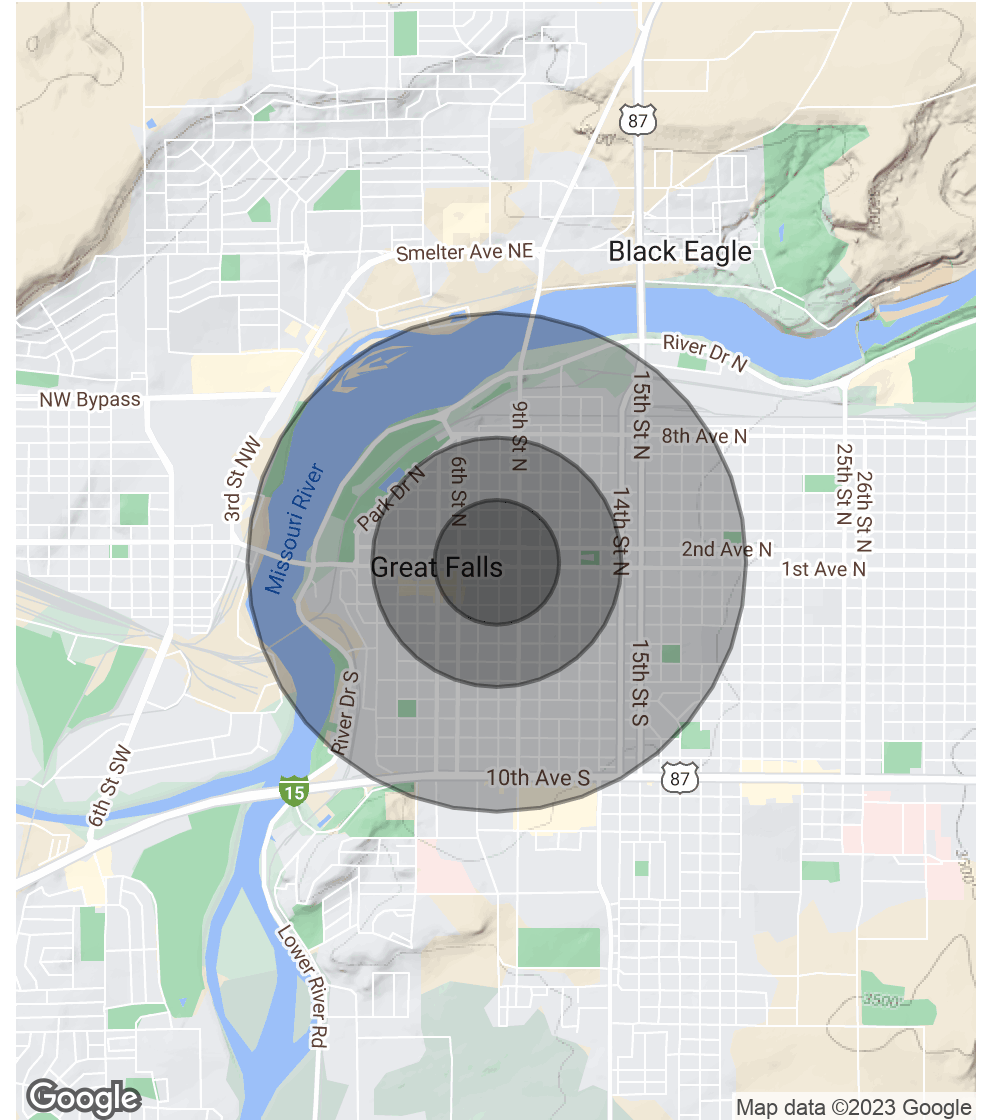 87
Smelter Ave NE
Black Eagle
River Dr N
NW Bypass
15th St N
9th St N
8th Ave N
3rd St NW
6th St N
25th St N
26th St N
Missouri River
Park Dr N
14th St N
2nd Ave N
Great Falls
1st Ave N
15th St S
River Dr S
10th Ave S
87
15
6th St SW
3500'
Lower River Rd
3500'
Google
Map data ©2023 Google